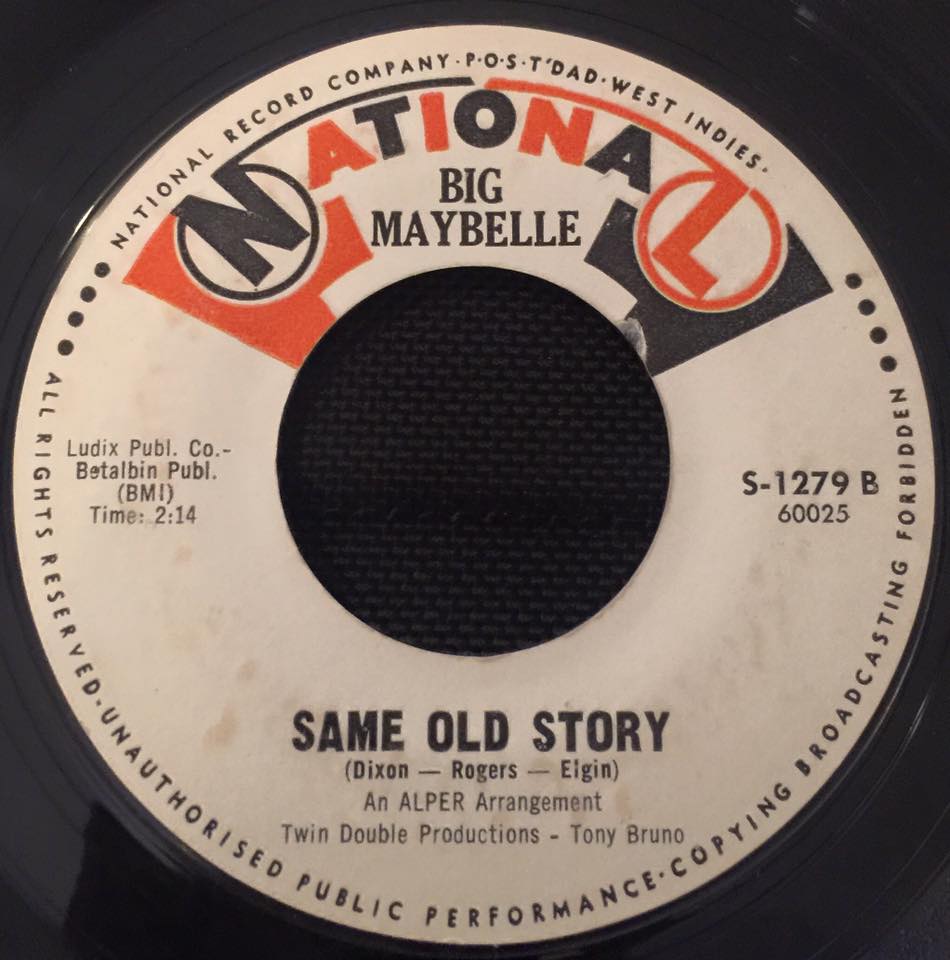 NATIONAL RECORD COMPANY·P·O·S·T'DAD·WEST INDIES·
NATIONAL
BIG
MAYBELLE
Ludix Publ. Co.-
Betalbin Publ.
(BMI)
Time: 2:14
S-1279 B
60025
SAME OLD STORY
(Dixon — Rogers — Elgin)
An ALPER Arrangement
Twin Double Productions - Tony Bruno
ALL RIGHTS RESERVED·UNAUTHORISED PUBLIC PERFORMANCE·COPYING BROADCASTING FORBIDDEN